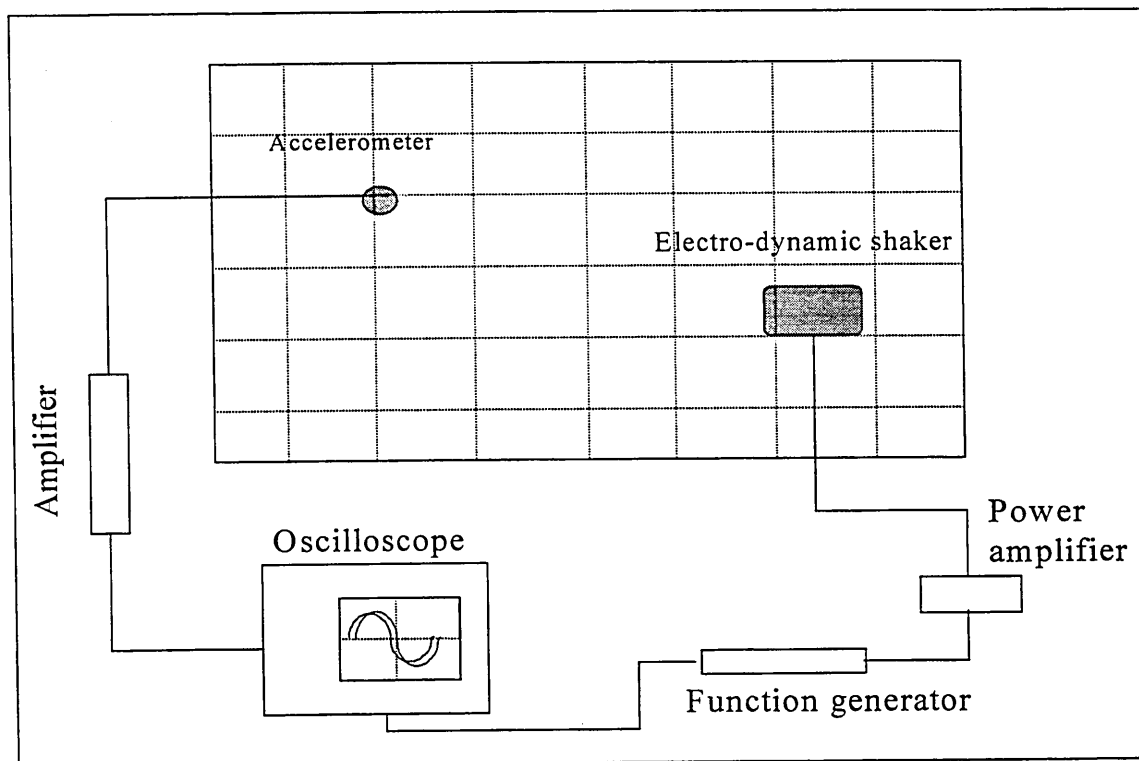 Accelerometer
Electro-dynamic shaker
Amplifier
Oscilloscope
Power
amplifier
Function generator